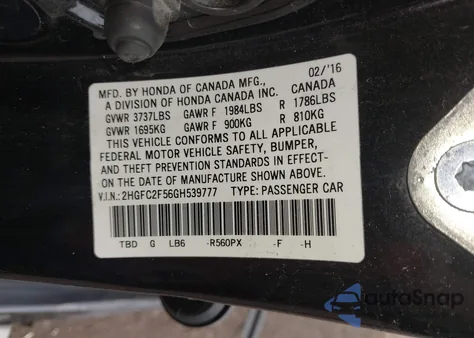 MFD. BY HONDA OF CANADA MFG., 02/'16
A DIVISION OF HONDA CANADA INC. CANADA
GVWR 3737LBS GAWR F 1984LBS R 1786LBS
GVWR 1695KG GAWR F 900KG R 810KG
THIS VEHICLE CONFORMS TO ALL APPLICABLE
FEDERAL MOTOR VEHICLE SAFETY, BUMPER,
AND THEFT PREVENTION STANDARDS IN EFFECT-
ON THE DATE OF MANUFACTURE SHOWN ABOVE.
V.I.N.: 2HGFC2F56GH539777 TYPE: PASSENGER CAR
TBD G LB6 -R560PX -F -H
autoSnap